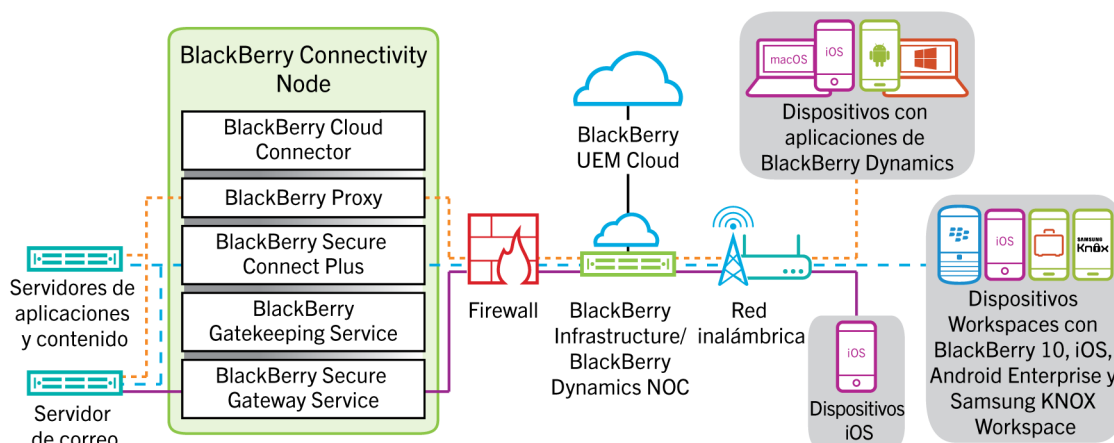 BlackBerry Connectivity
Node
BlackBerry Cloud
Connector
BlackBerry Proxy
BlackBerry Secure
Connect Plus
BlackBerry
Gatekeeping Service
BlackBerry Secure
Gateway Service
Servidores de
aplicaciones
y contenido
Servidor
de correo
Firewall
BlackBerry
UEM Cloud
BlackBerry
Infrastructure/
BlackBerry
Dynamics NOC
Red
inalámbrica
macOS
iOS
Dispositivos con
aplicaciones de
BlackBerry Dynamics
iOS
SAMSUNG
Knox
Dispositivos
Workspaces con
BlackBerry 10, iOS,
Android Enterprise y
Samsung KNOX
Workspace
iOS
Dispositivos
iOS